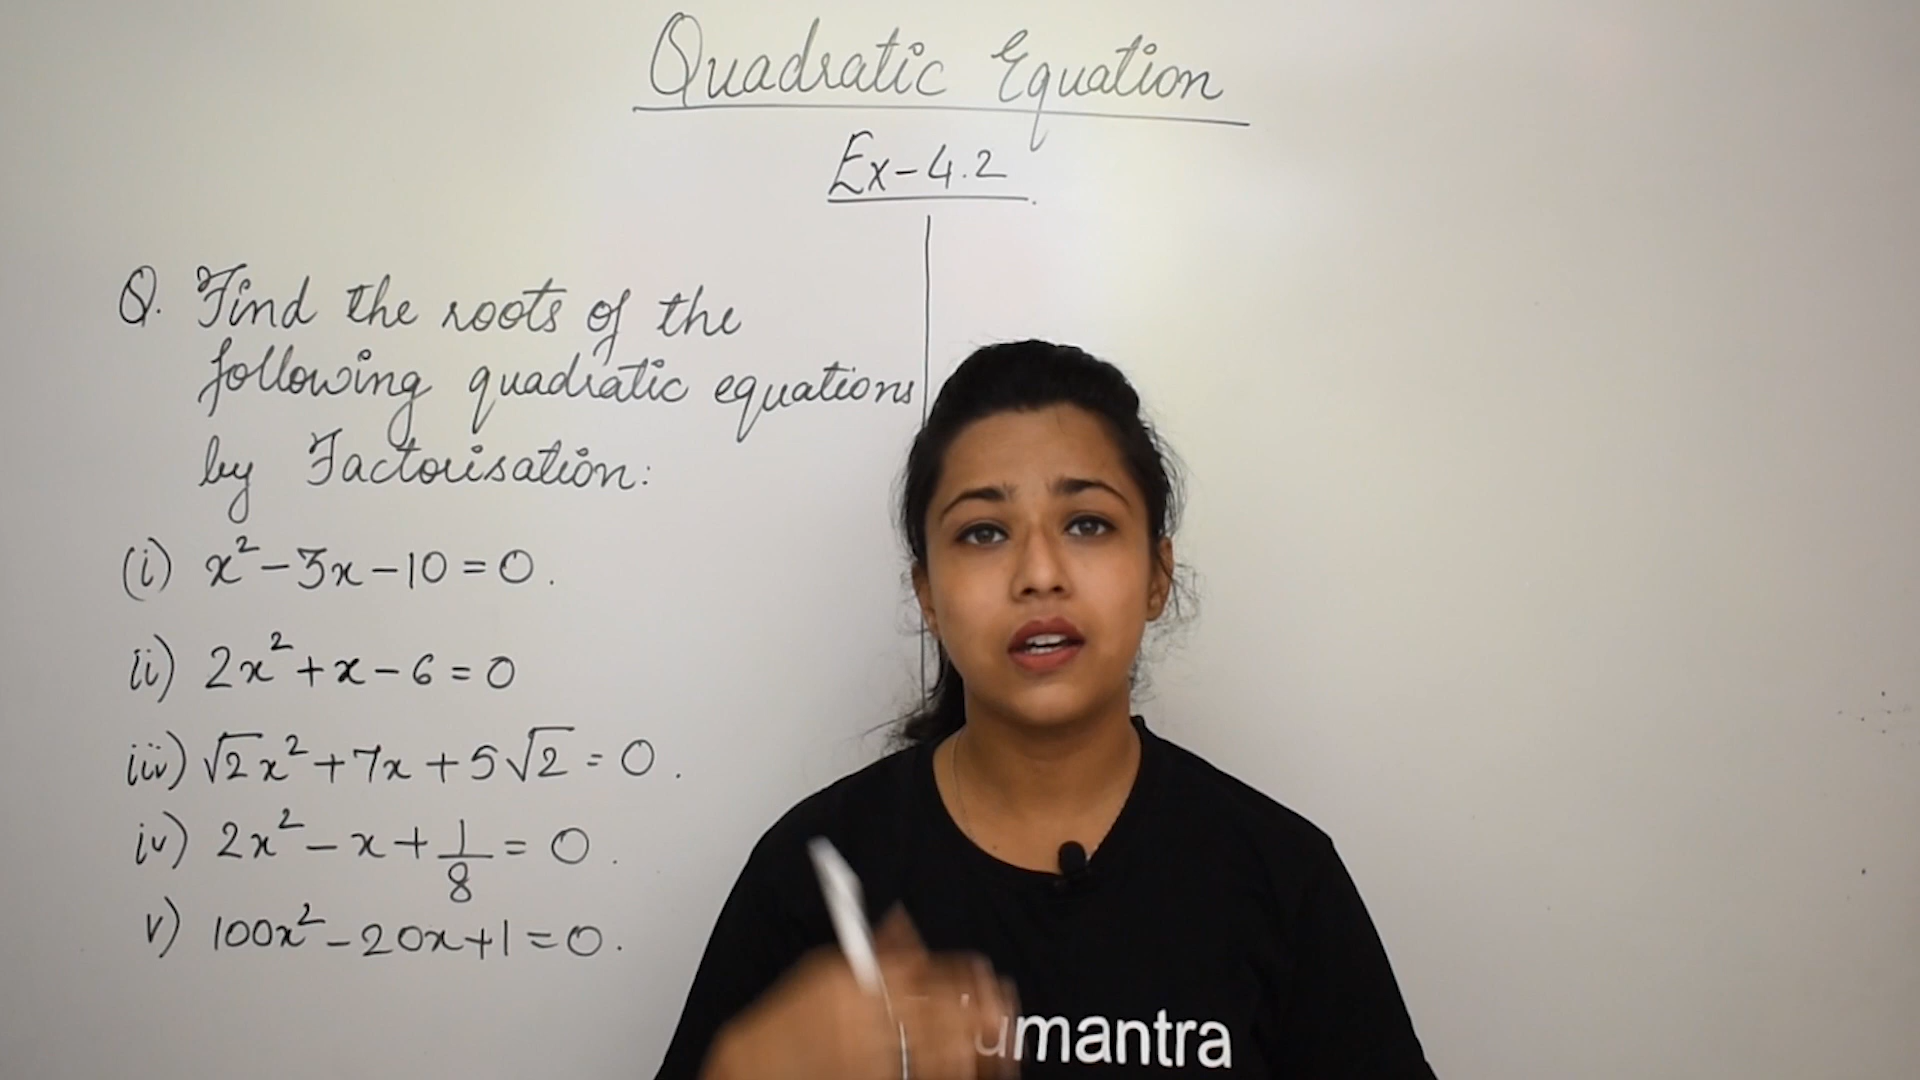 Quadratic Equation
Ex-4.2
Q. Find the roots of the
following quadratic equations
by Factorisation:
(i) x² - 3x - 10 = 0.
(ii) 2x² + x - 6 = 0
iii) √2x² + 7x + 5√2 = 0.
iv) 2x² - x + 1/8 = 0.
v) 100x² - 20x + 1 = 0.